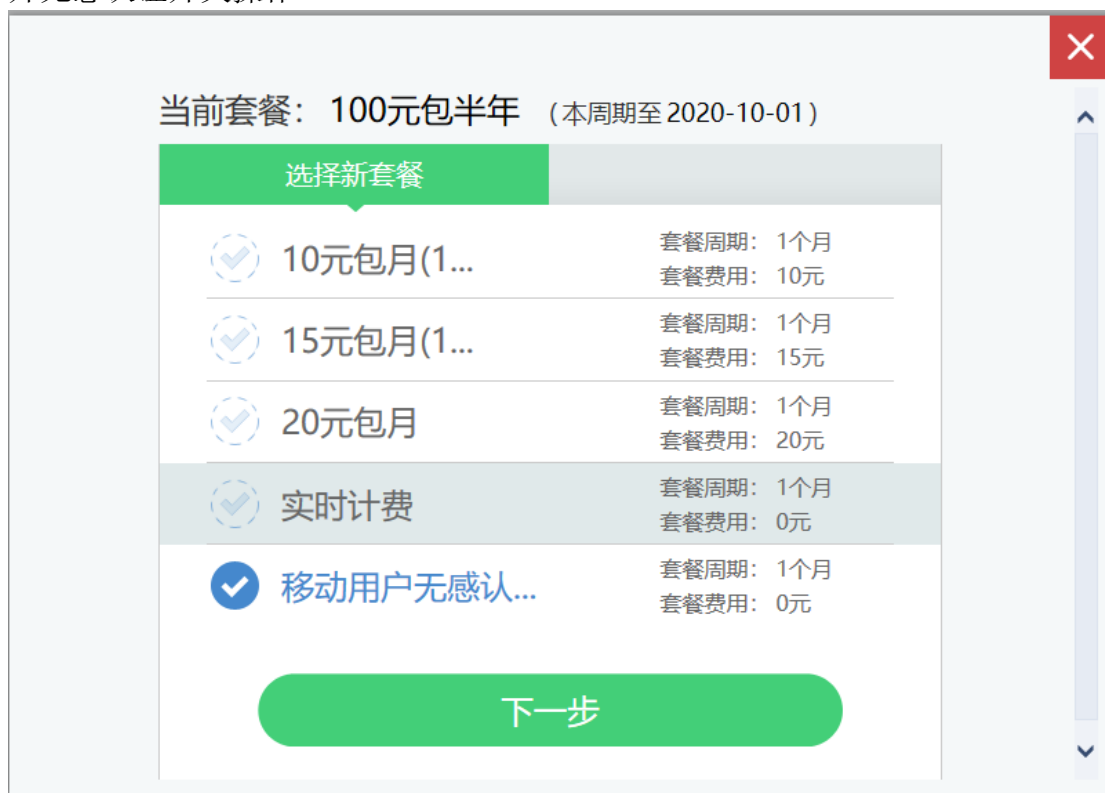 当前套餐： 100元包半年 （本周期至2020-10-01）
选择新套餐
10元包月(1...
套餐周期： 1个月
套餐费用： 10元
15元包月(1...
套餐周期： 1个月
套餐费用： 15元
20元包月
套餐周期： 1个月
套餐费用： 20元
实时计费
套餐周期： 1个月
套餐费用： 0元
移动用户无感认...
套餐周期： 1个月
套餐费用： 0元
下一步